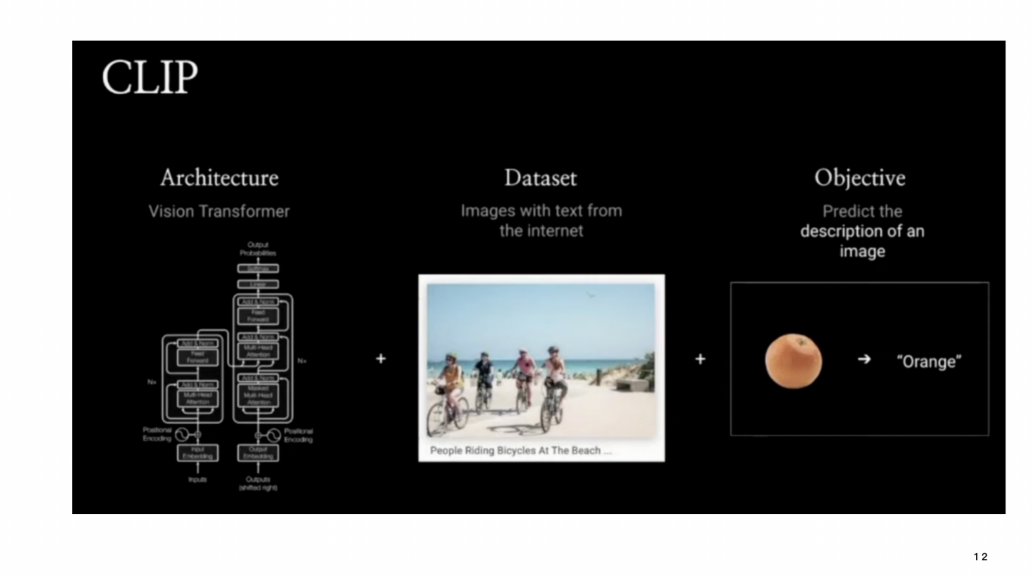 CLIP
Architecture
Vision Transformer
Output
Probabilities
Softmax
Linear
Add & Norm
Feed
Forward
Add & Norm
Multi-Head
Attention
Add & Norm
Masked
Multi-Head
Attention
N×
Positional
Encoding
Output
Embedding
Outputs
(shifted right)
Add & Norm
Feed
Forward
Add & Norm
Multi-Head
Attention
N×
Positional
Encoding
Input
Embedding
Inputs
+
Dataset
Images with text from
the internet
People Riding Bicycles At The Beach ...
+
Objective
Predict the
description of an
image
→ “Orange”
12